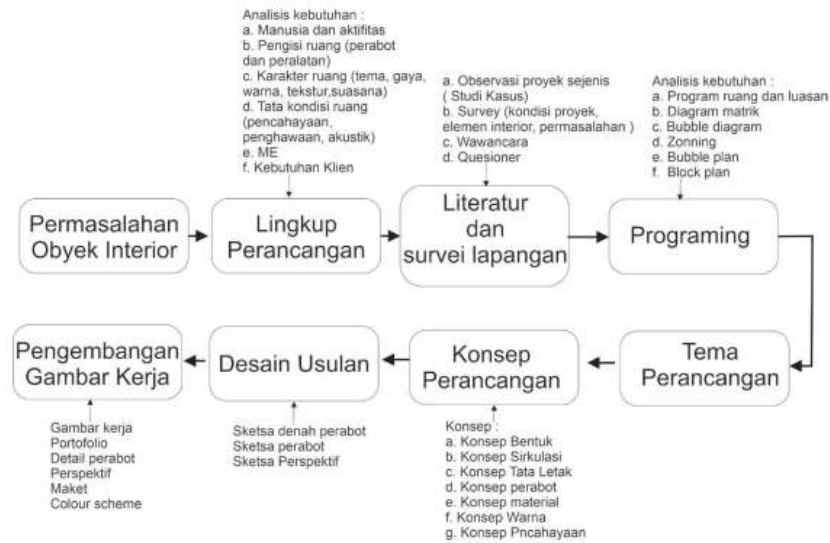 Analisis kebutuhan :
a. Manusia dan aktifitas
b. Pengisi ruang (perabot
dan peralatan)
c. Karakter ruang (tema, gaya,
warna, tekstur,suasana)
d. Tata kondisi ruang
(pencahayaan,
penghawaan, akustik)
e. ME
f. Kebutuhan Klien
a. Observasi proyek sejenis
( Studi Kasus)
b. Survey (kondisi proyek,
elemen interior, permasalahan )
c. Wawancara
d. Quesioner
Analisis kebutuhan :
a. Program ruang dan luasan
b. Diagram matrik
c. Bubble diagram
d. Zonning
e. Bubble plan
f. Block plan
Permasalahan
Obyek Interior
Lingkup
Perancangan
Literatur
dan
survei lapangan
Programing
Pengembangan
Gambar Kerja
Desain Usulan
Konsep
Perancangan
Tema
Perancangan
Gambar kerja
Portofolio
Detail perabot
Perspektif
Maket
Colour scheme
Sketsa denah perabot
Sketsa perabot
Sketsa Perspektif
Konsep :
a. Konsep Bentuk
b. Konsep Sirkulasi
c. Konsep Tata Letak
d. Konsep perabot
e. Konsep material
f. Konsep Warna
g. Konsep Pncahayaan